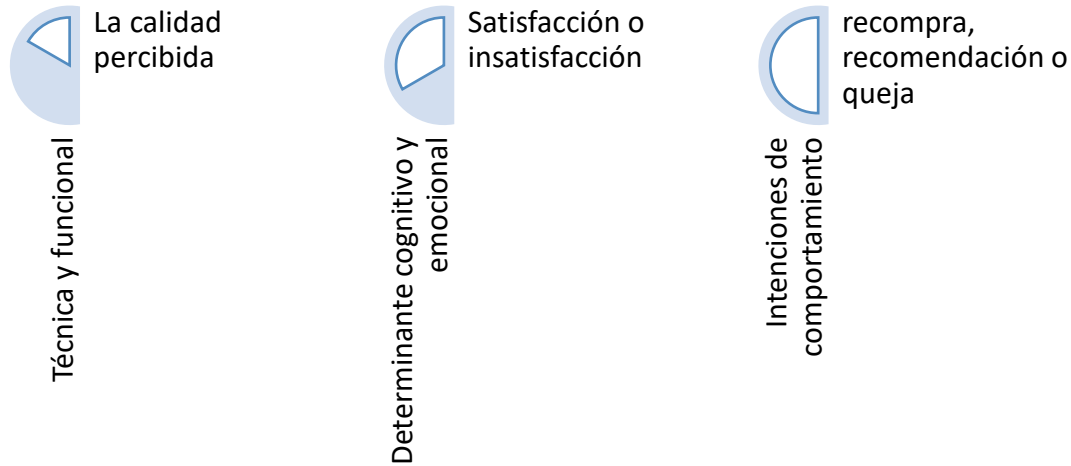 La calidad
percibida
Técnica y funcional
Satisfacción o
insatisfacción
Determinante cognitivo y
emocional
recompra,
recomendación o
queja
Intenciones de
comportamiento